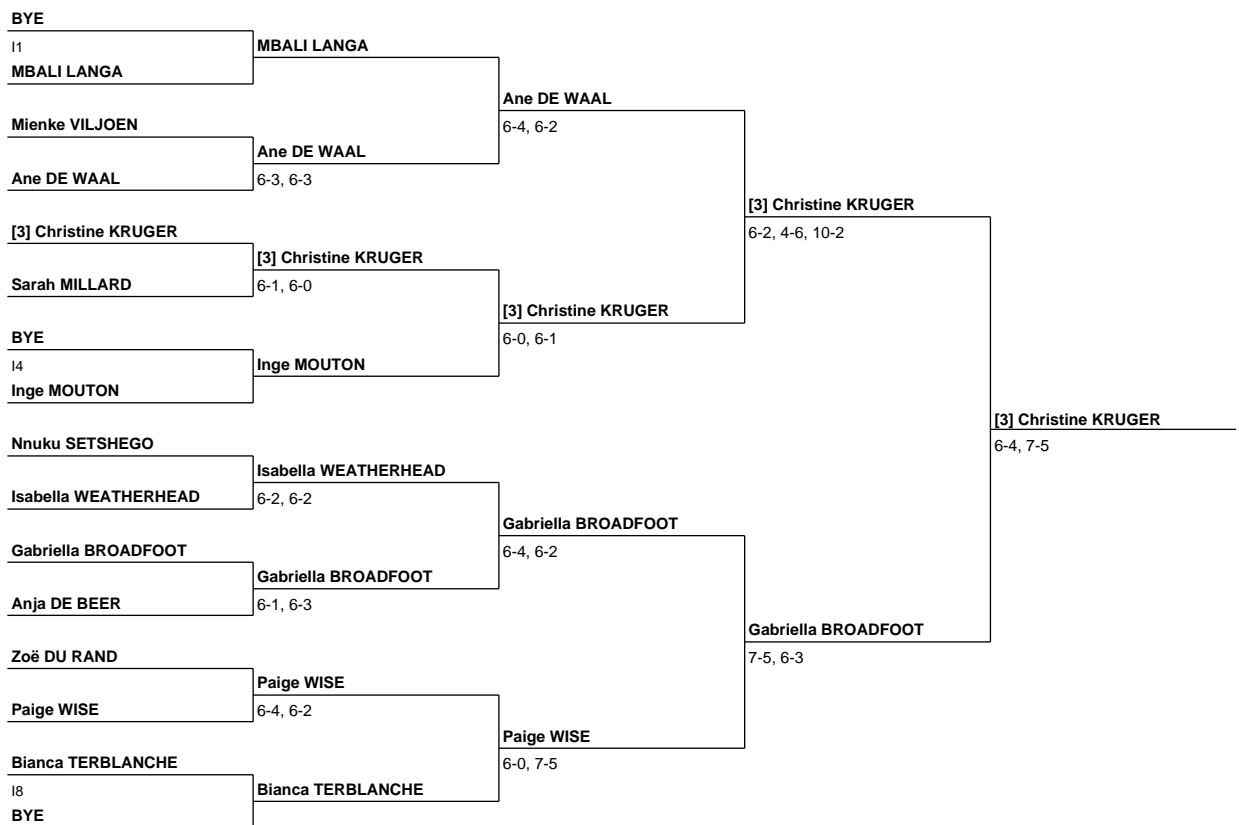 BYE
I1
MBALI LANGA
MBALI LANGA
Mienke VILJOEN
Ane DE WAAL
Ane DE WAAL
6-3, 6-3
Ane DE WAAL
6-4, 6-2
[3] Christine KRUGER
Sarah MILLARD
[3] Christine KRUGER
6-1, 6-0
BYE
I4
Inge MOUTON
Inge MOUTON
[3] Christine KRUGER
6-0, 6-1
[3] Christine KRUGER
6-2, 4-6, 10-2
Nnuku SETSHEGO
Isabella WEATHERHEAD
Isabella WEATHERHEAD
6-2, 6-2
Gabriella BROADFOOT
Anja DE BEER
Gabriella BROADFOOT
6-1, 6-3
Gabriella BROADFOOT
6-4, 6-2
Zoë DU RAND
Paige WISE
Paige WISE
6-4, 6-2
Bianca TERBLANCHE
I8
BYE
Bianca TERBLANCHE
Paige WISE
6-0, 7-5
Gabriella BROADFOOT
7-5, 6-3
[3] Christine KRUGER
6-4, 7-5